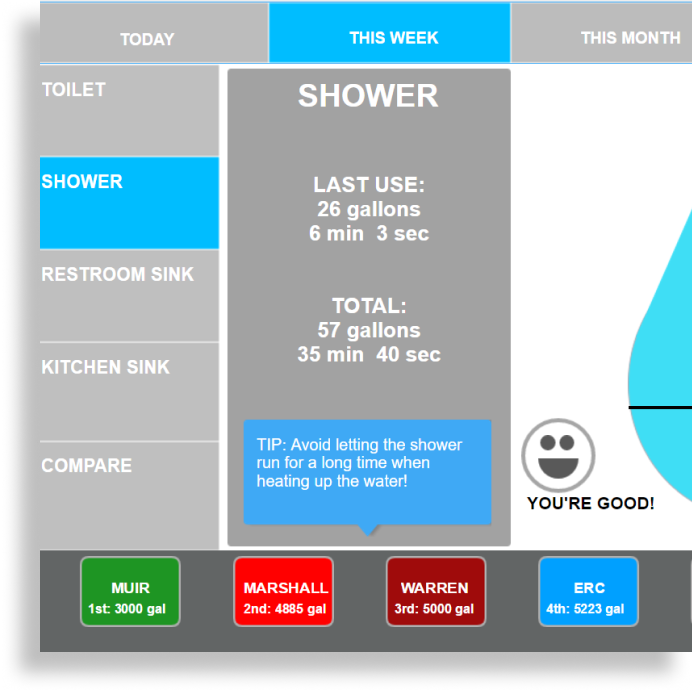 TODAY
THIS WEEK
THIS MONTH
TOILET
SHOWER
RESTROOM SINK
KITCHEN SINK
COMPARE
SHOWER
LAST USE:
26 gallons
6 min 3 sec
TOTAL:
57 gallons
35 min 40 sec
TIP: Avoid letting the shower
run for a long time when
heating up the water!
YOU'RE GOOD!
MUIR
1st: 3000 gal
MARSHALL
2nd: 4885 gal
WARREN
3rd: 5000 gal
ERC
4th: 5223 gal